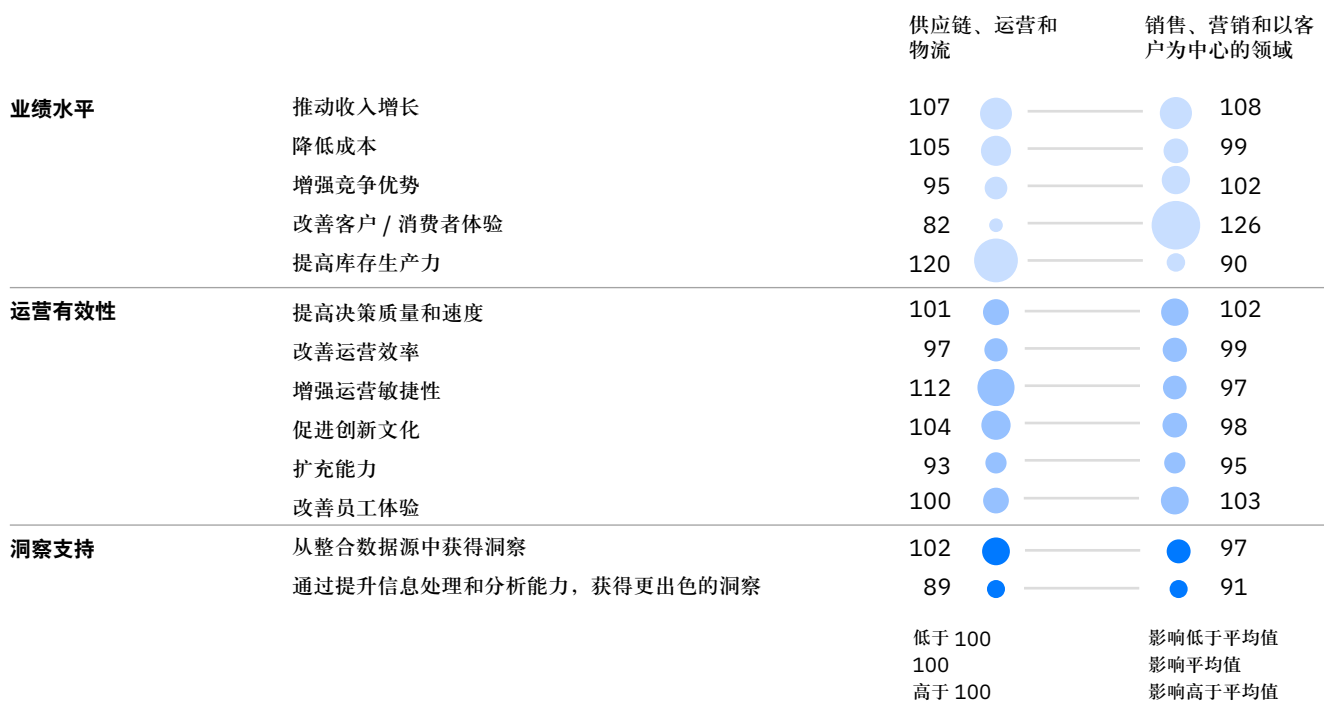 供应链、运营和
物流
销售、营销和以客
户为中心的领域
业绩水平
推动收入增长 107 108
降低成本 105 99
增强竞争优势 95 102
改善客户 / 消费者体验 82 126
提高库存生产力 120 90
运营有效性
提高决策质量和速度 101 102
改善运营效率 97 99
增强运营敏捷性 112 97
促进创新文化 104 98
扩充能力 93 95
改善员工体验 100 103
洞察支持
从整合数据源中获得洞察 102 97
通过提升信息处理和分析能力，获得更出色的洞察 89 91
低于 100 影响低于平均值
100 影响平均值
高于 100 影响高于平均值